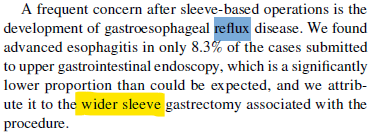 A frequent concern after sleeve-based operations is the
development of gastroesophageal reflux disease. We found
advanced esophagitis in only 8.3% of the cases submitted
to upper gastrointestinal endoscopy, which is a significantly
lower proportion than could be expected, and we attrib-
ute it to the wider sleeve gastrectomy associated with the
procedure.